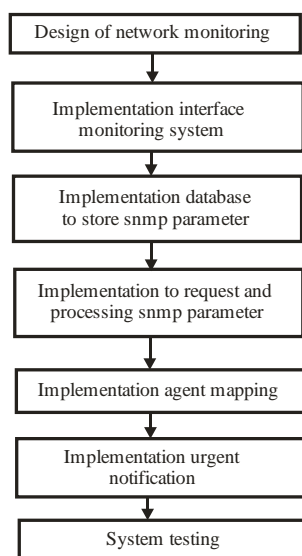 Design of network monitoring
Implementation interface
monitoring system
Implementation database
to store snmp parameter
Implementation to request and
processing snmp parameter
Implementation agent mapping
Implementation urgent
notification
System testing